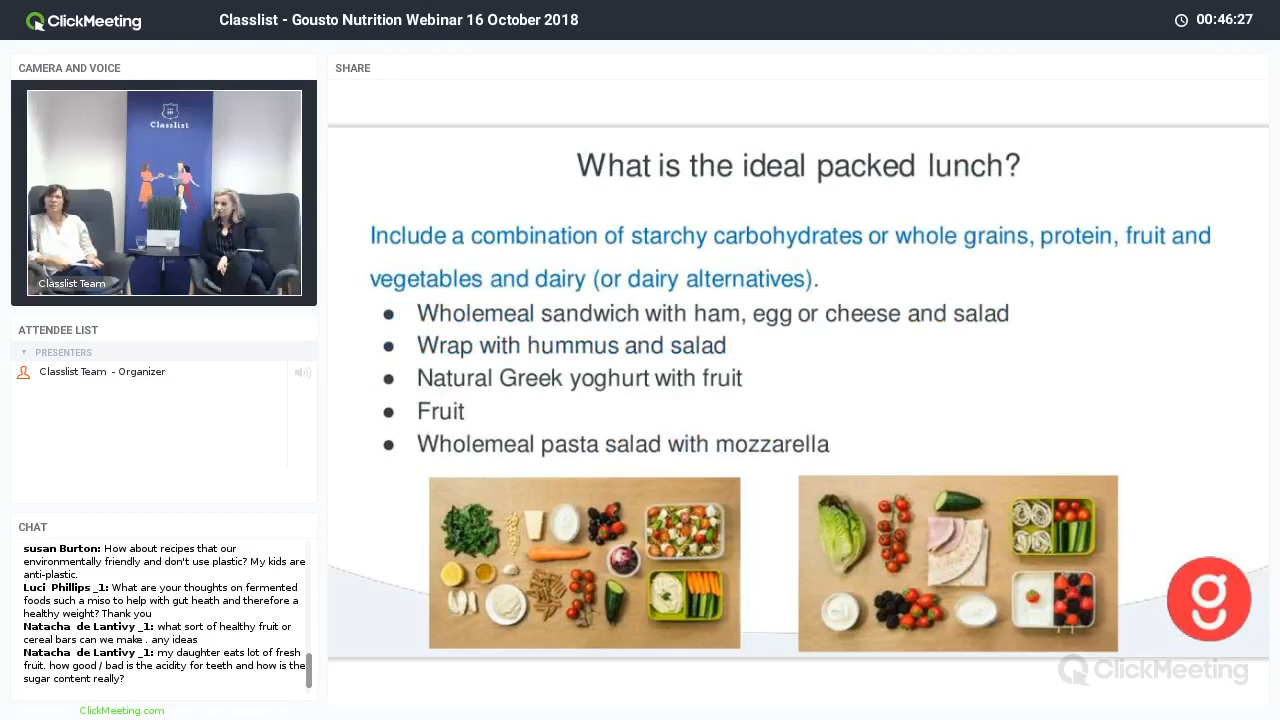 ClickMeeting
Classlist - Gousto Nutrition Webinar 16 October 2018
00:46:27
CAMERA AND VOICE
Classlist
Classlist Team
ATTENDEE LIST
PRESENTERS
Classlist Team - Organizer
CHAT
susan Burton: How about recipes that our
environmentally friendly and don't use plastic? My kids are
anti-plastic.
Luci Phillips _1: What are your thoughts on fermented
foods such a miso to help with gut heath and therefore a
healthy weight? Thank you
Natacha de Lantivy _1: what sort of healthy fruit or
cereal bars can we make . any ideas
Natacha de Lantivy _1: my daughter eats lot of fresh
fruit. how good / bad is the acidity for teeth and how is the
sugar content really?
ClickMeeting.com
SHARE
What is the ideal packed lunch?
Include a combination of starchy carbohydrates or whole grains, protein, fruit and
vegetables and dairy (or dairy alternatives).
● Wholemeal sandwich with ham, egg or cheese and salad
● Wrap with hummus and salad
● Natural Greek yoghurt with fruit
● Fruit
● Wholemeal pasta salad with mozzarella
g
ClickMeeting